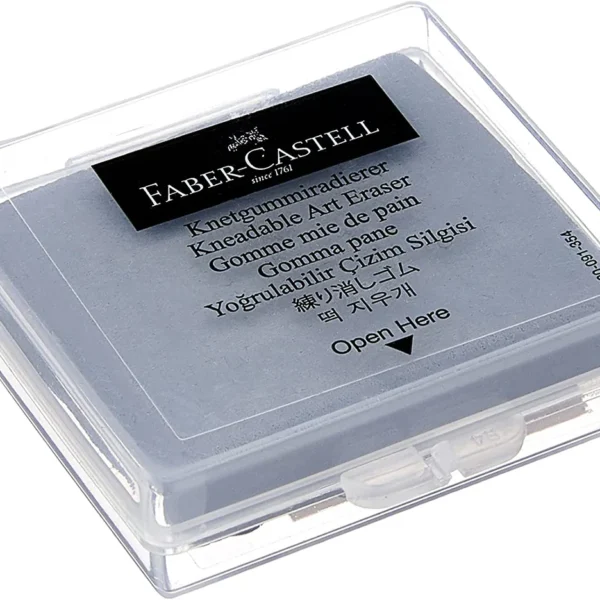 FABER-CASTELL
since 1761
Knetgummiradierer
Kneadable Art Eraser
Gomme mie de pain
Gomma pane
Yoğrulabilir Çizim Silgisi
練り消しゴム
떡 지우개
Open Here